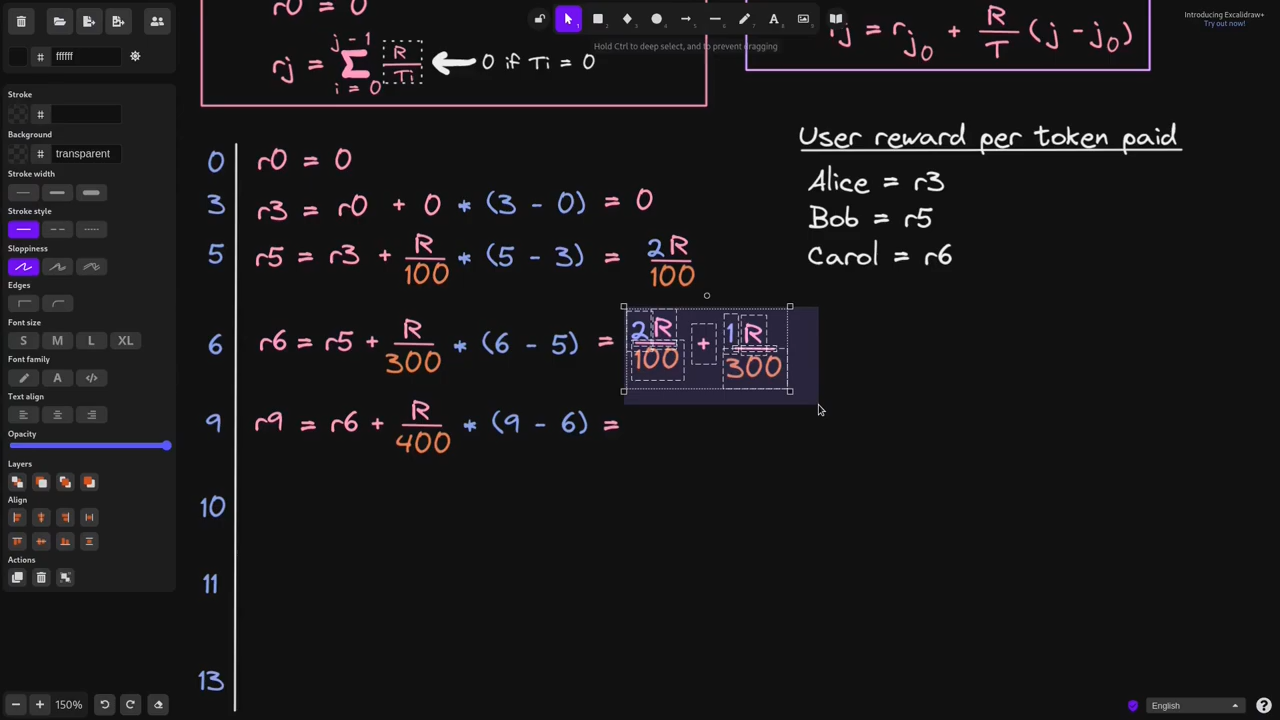 r0 = 0
rj = j - 1 Σ i = 0 R / Ti ← 0 if Ti = 0
rj = rj0 + R / T (j - j0)
Introducing Excalidraw+
Try out now!
Hold Ctrl to deep select, and to prevent dragging
# ffffff
Stroke
#
Background
# transparent
Stroke width
Stroke style
Sloppiness
Edges
Font size
S M L XL
Font family
A </>
Text align
Opacity
Layers
Align
Actions
150%
English
User reward per token paid
Alice = r3
Bob = r5
Carol = r6
0 r0 = 0
3 r3 = r0 + 0 * (3 - 0) = 0
5 r5 = r3 + R / 100 * (5 - 3) = 2R / 100
6 r6 = r5 + R / 300 * (6 - 5) = 2R / 100 + 1R / 300
9 r9 = r6 + R / 400 * (9 - 6) =
10
11
13